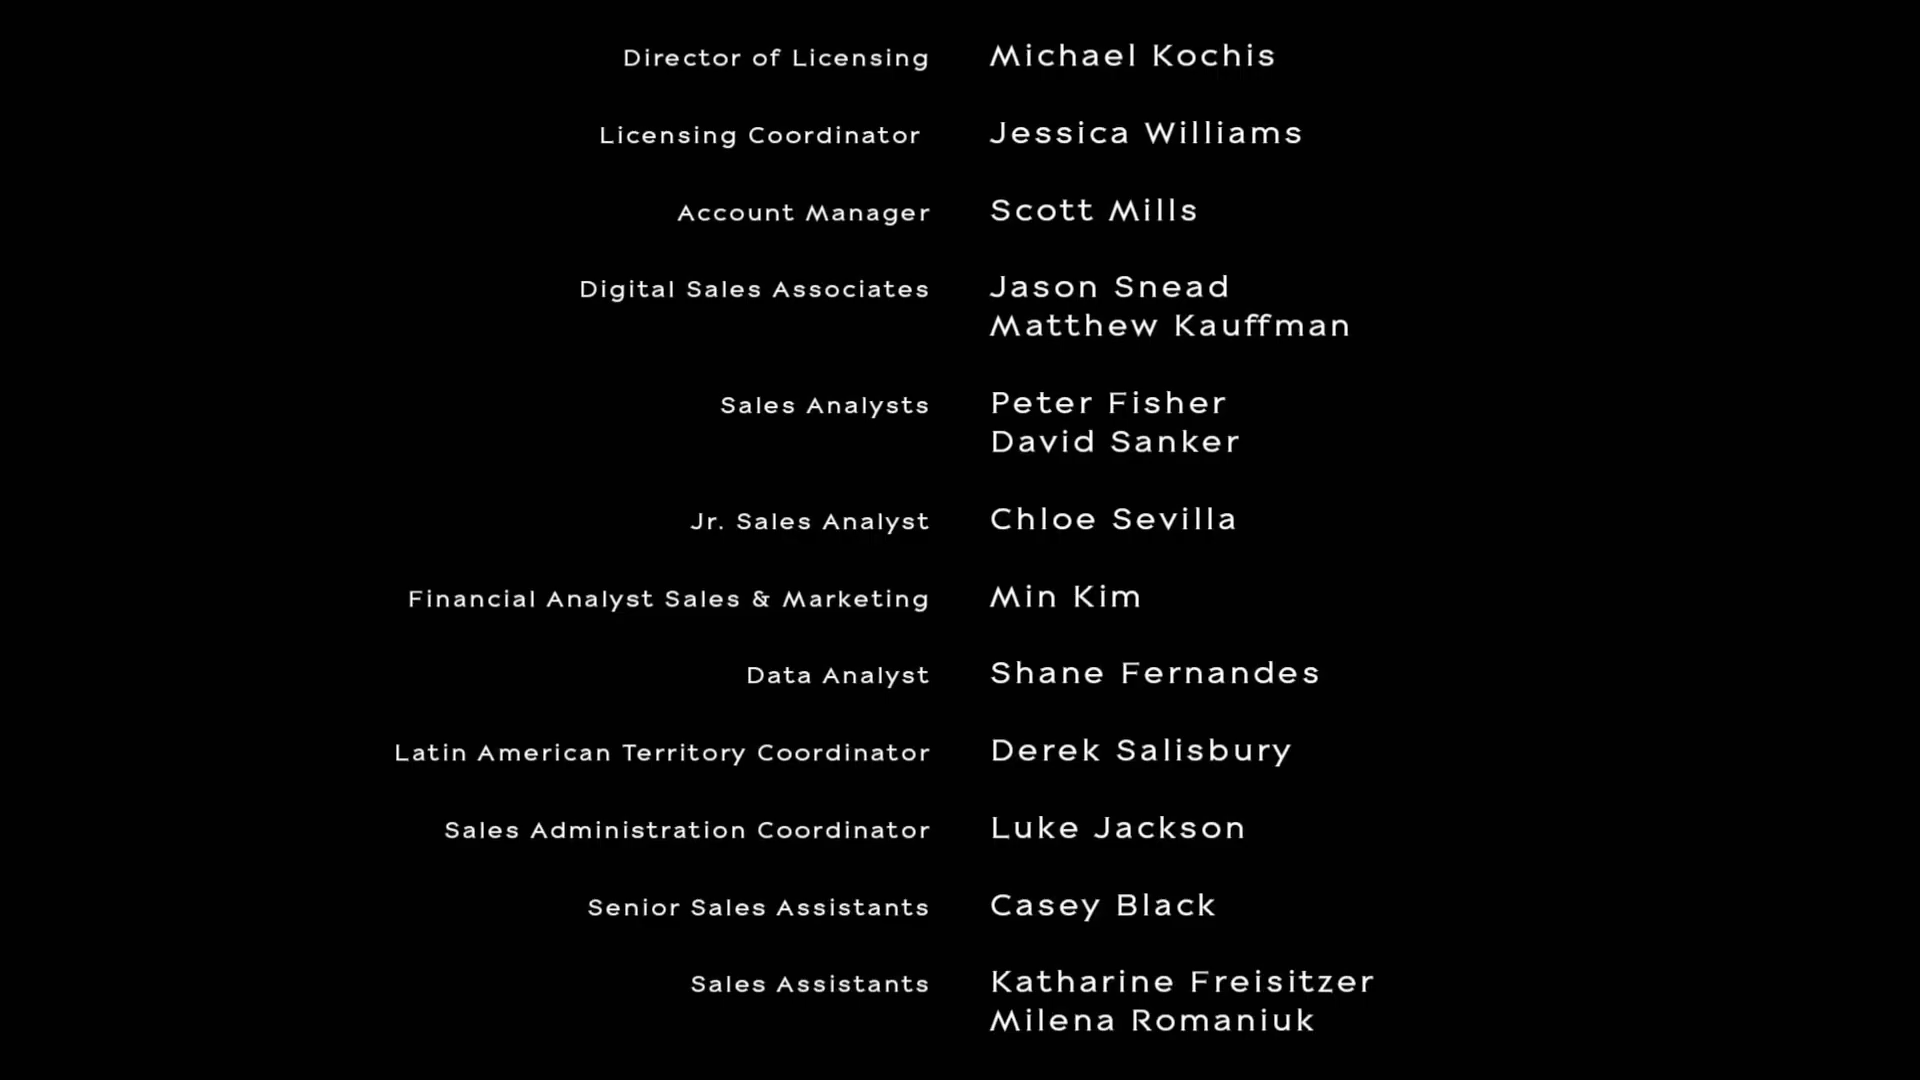 Director of Licensing Michael Kochis
Licensing Coordinator Jessica Williams
Account Manager Scott Mills
Digital Sales Associates Jason Snead
Matthew Kauffman
Sales Analysts Peter Fisher
David Sanker
Jr. Sales Analyst Chloe Sevilla
Financial Analyst Sales & Marketing Min Kim
Data Analyst Shane Fernandes
Latin American Territory Coordinator Derek Salisbury
Sales Administration Coordinator Luke Jackson
Senior Sales Assistants Casey Black
Sales Assistants Katharine Freisitzer
Milena Romaniuk